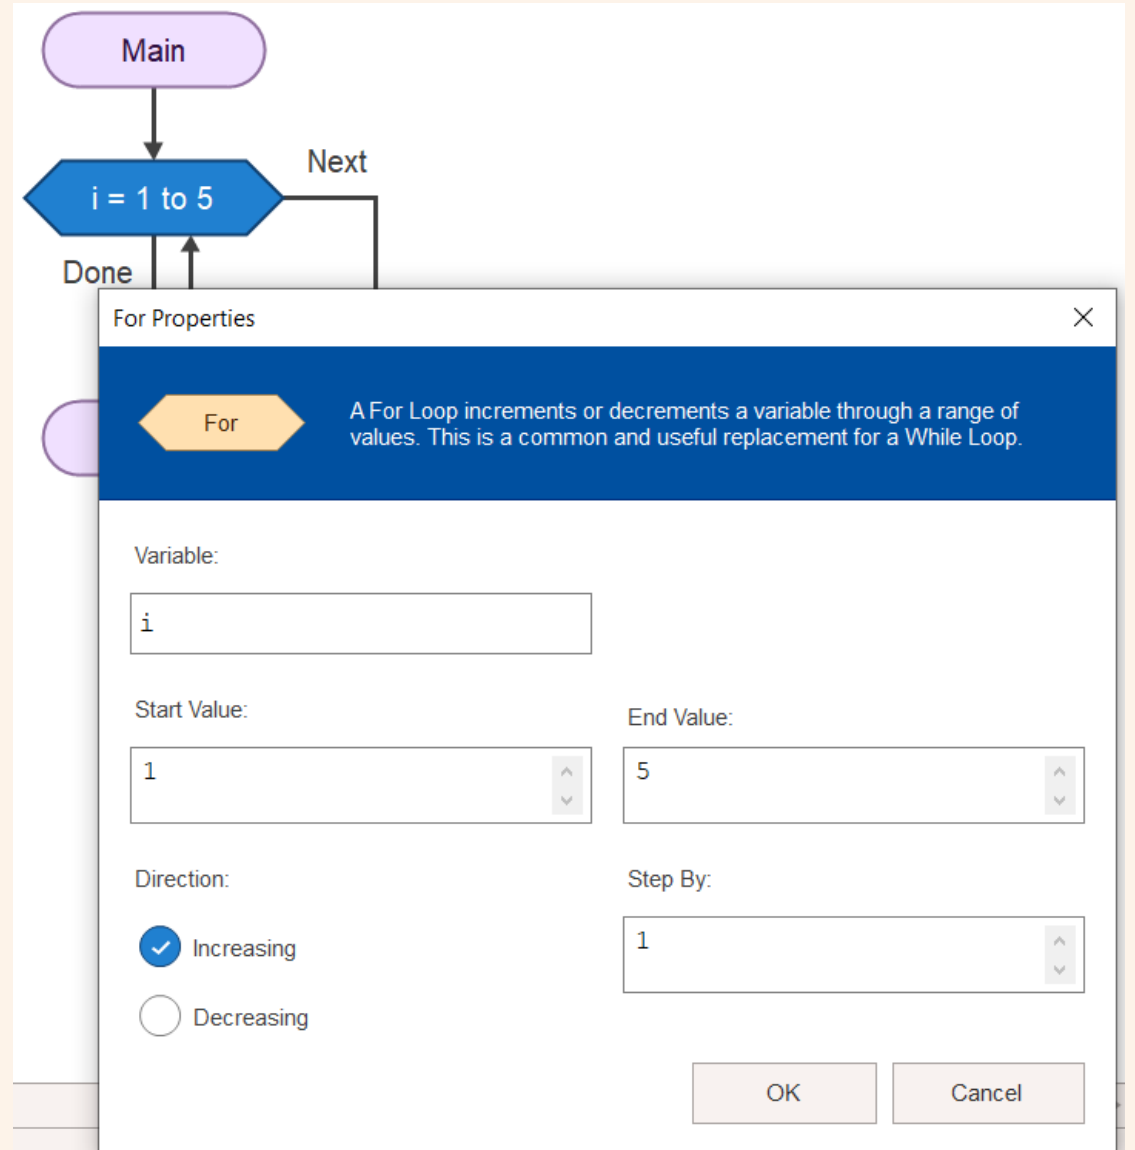 Main
Next
i = 1 to 5
Done
For Properties
For
A For Loop increments or decrements a variable through a range of
values. This is a common and useful replacement for a While Loop.
Variable:
i
Start Value:
End Value:
1
5
Direction:
Step By:
Increasing
1
Decreasing
OK
Cancel